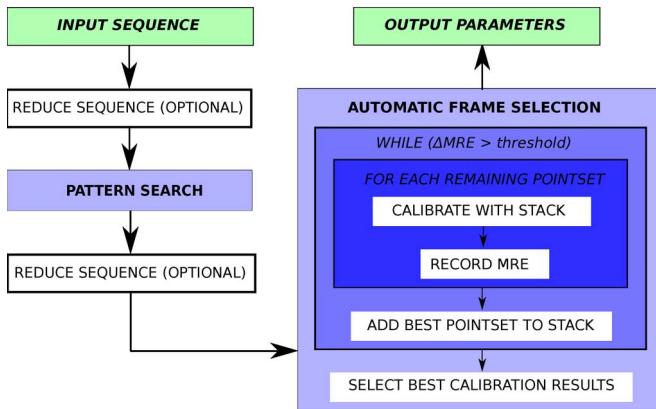 INPUT SEQUENCE
REDUCE SEQUENCE (OPTIONAL)
PATTERN SEARCH
REDUCE SEQUENCE (OPTIONAL)
OUTPUT PARAMETERS
AUTOMATIC FRAME SELECTION
WHILE (ΔMRE > threshold)
FOR EACH REMAINING POINTSET
CALIBRATE WITH STACK
RECORD MRE
ADD BEST POINTSET TO STACK
SELECT BEST CALIBRATION RESULTS